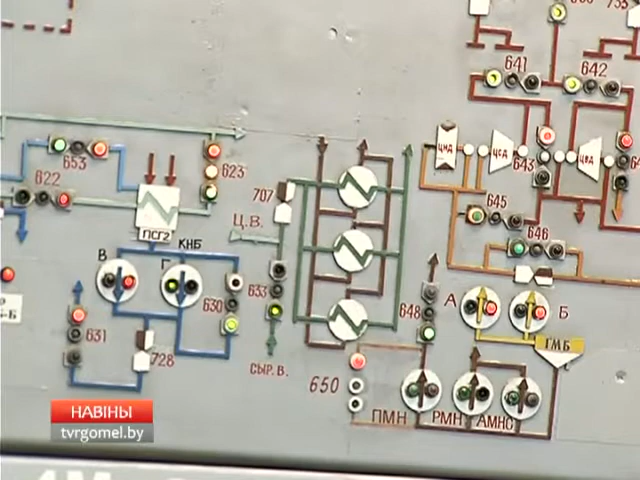 641
642
653
ЦНД
ЦСД
643
ЦВД
622
623
707
Ц.В.
645
646
ПСГ2
КНБ
В
Г
А
Б
630
633
648
631
728
ГМБ
СЫР.В.
650
ПМН
РМН
АМНС
НАВІНЫ
tvrgomel.by